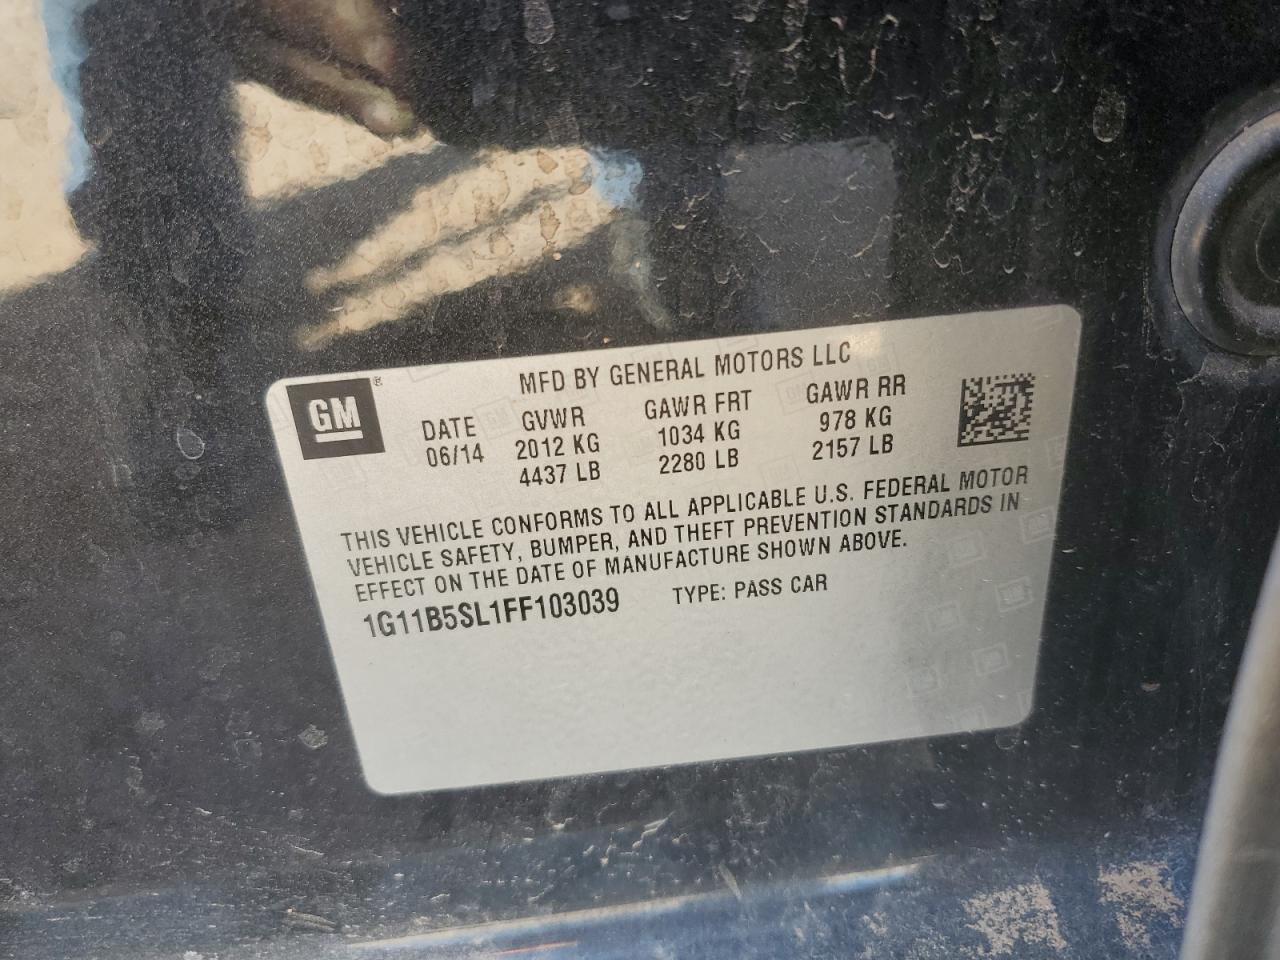 GM ®
MFD BY GENERAL MOTORS LLC
DATE GVWR GAWR FRT GAWR RR
06/14 2012 KG 1034 KG 978 KG
4437 LB 2280 LB 2157 LB
THIS VEHICLE CONFORMS TO ALL APPLICABLE U.S. FEDERAL MOTOR
VEHICLE SAFETY, BUMPER, AND THEFT PREVENTION STANDARDS IN
EFFECT ON THE DATE OF MANUFACTURE SHOWN ABOVE.
1G11B5SL1FF103039 TYPE: PASS CAR